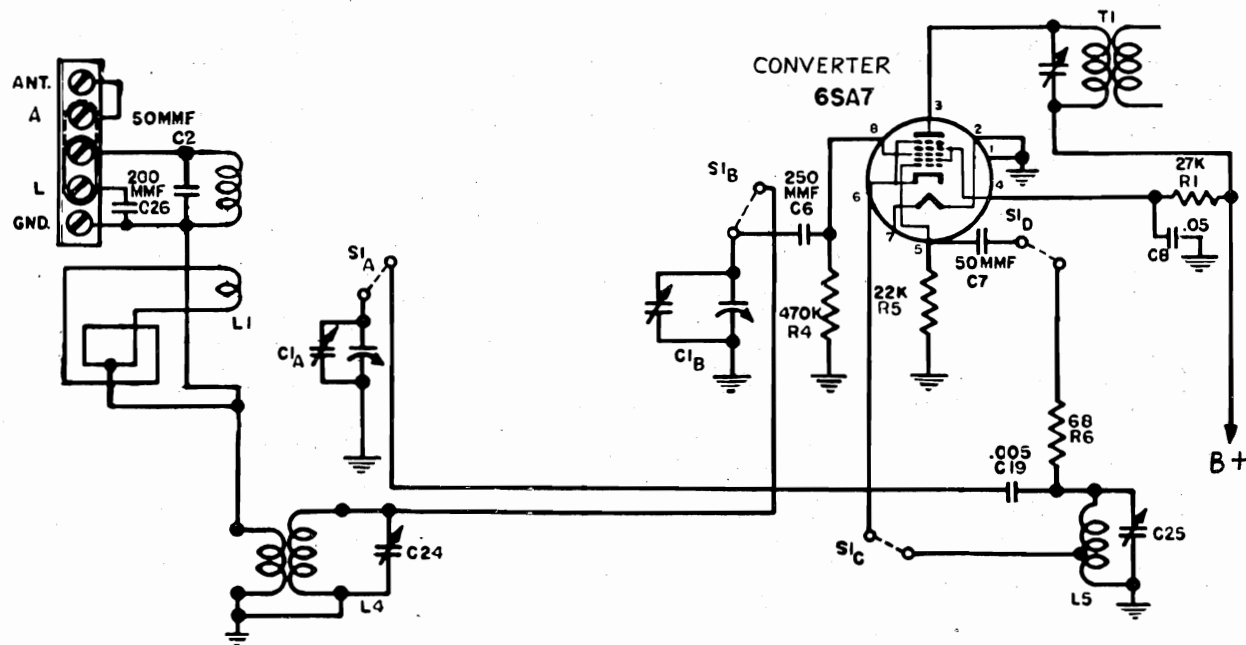 T1
CONVERTER
6SA7
ANT.
A
50MMF
C2
L
200
MMF
C26
GND.
L1
S1A
C1A
S1B
C1B
250
MMF
C6
470K
R4
8
3
2
1
4
6
7
5
22K
R5
50MMF
C7
S1D
27K
R1
.05
C8
B+
68
R6
.005
C19
S1C
C25
L5
C24
L4